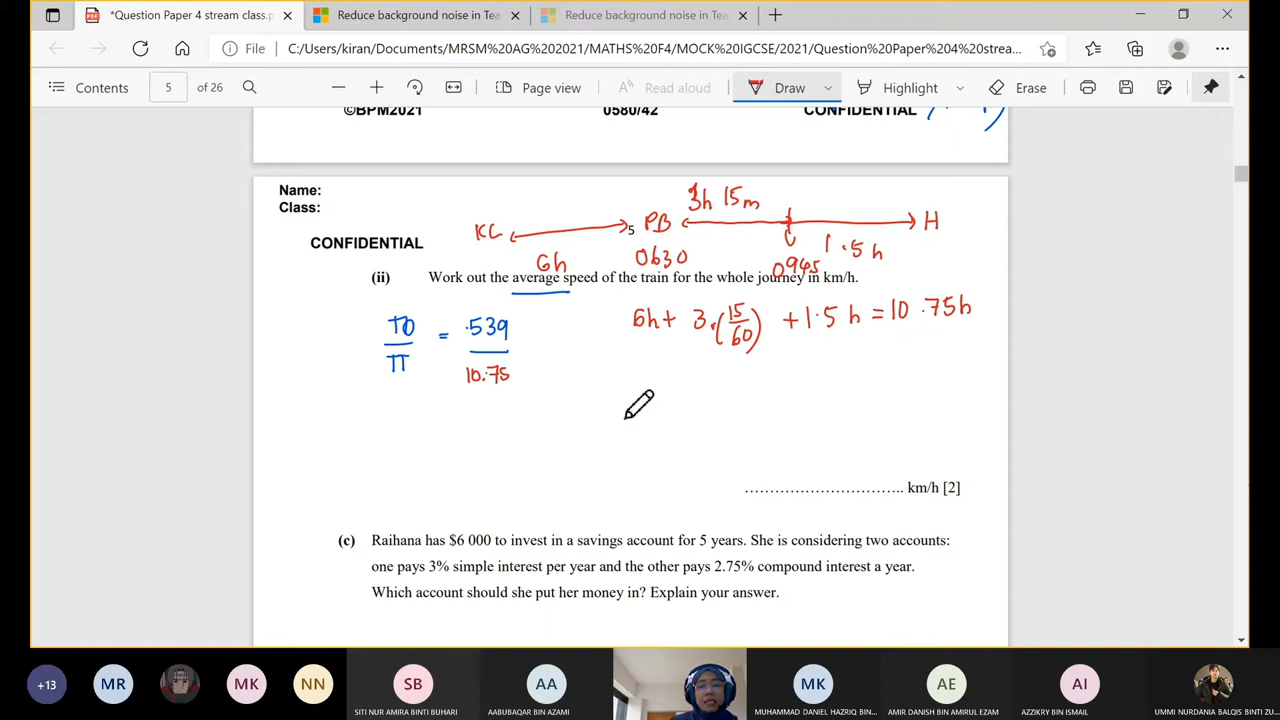 *Question Paper 4 stream class.p
Reduce background noise in Tea
Reduce background noise in Tea
File
C:/Users/kiran/Documents/MRSM%20AG%202021/MATHS%20F4/MOCK%20IGCSE/2021/Question%20Paper%204%20strea...
Contents
5
of 26
Page view
Read aloud
Draw
Highlight
Erase
©BPM2021
0580/42
CONFIDENTIAL
Name:
Class:
3h 15m
KL
5
PB
H
CONFIDENTIAL
6h
0630
0945
1.5h
(ii) Work out the average speed of the train for the whole journey in km/h.
6h + 3.(15/60) + 1.5 h = 10.75h
TD/TT = .539/10.75
…………………………….. km/h [2]
(c) Raihana has $6 000 to invest in a savings account for 5 years. She is considering two accounts:
one pays 3% simple interest per year and the other pays 2.75% compound interest a year.
Which account should she put her money in? Explain your answer.
+13
MR
MK
NN
SB
SITI NUR AMIRA BINTI BUHARI
AA
AABUBAQAR BIN AZAMI
MK
MUHAMMAD DANIEL HAZRIQ BIN...
AE
AMIR DANISH BIN AMIRUL EZAM
AI
AZZIKRY BIN ISMAIL
UMMI NURDANIA BALQIS BINTI ZU...